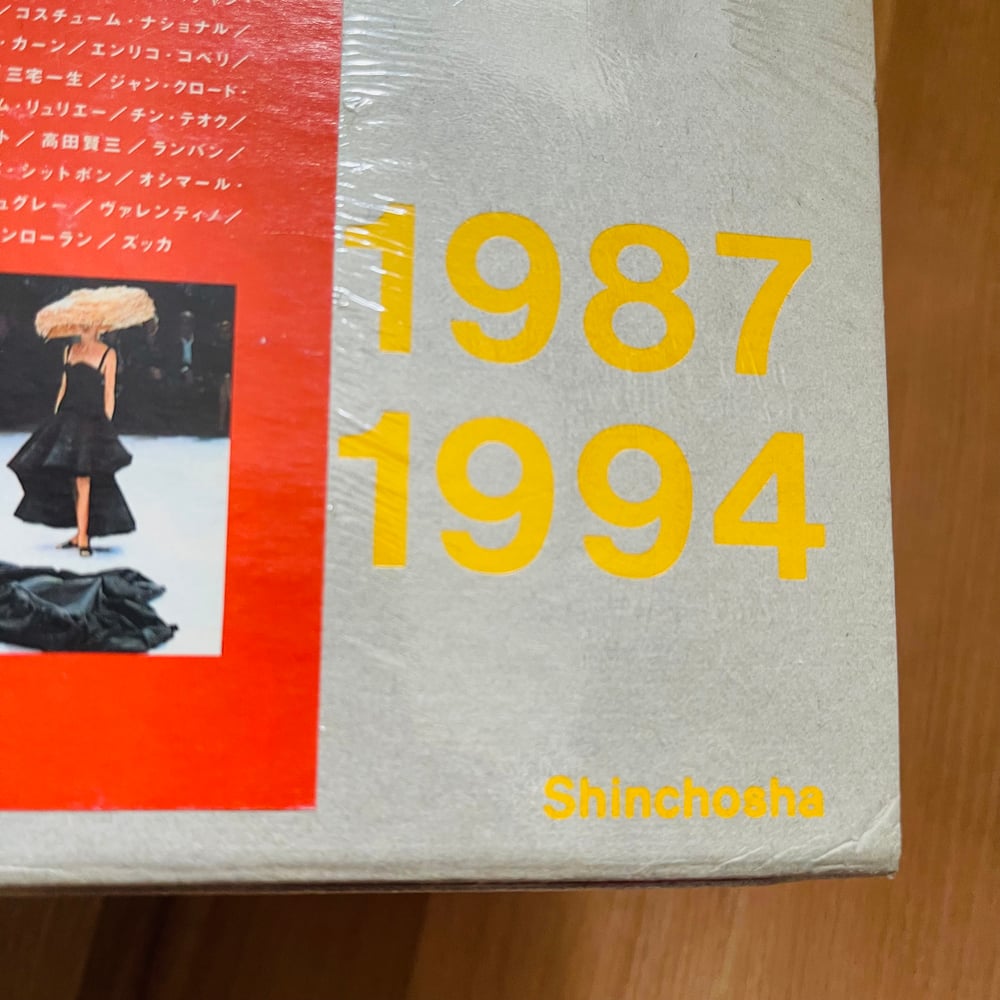 ／コスチューム・ナショナル／
・カーン／エンリコ・コベリ／
三宅一生／ジャン・クロード・
ム・リュリエー／チン・テオク／
ト／高田賢三／ランバン／
・シットボン／オシマール・
ュグレー／ヴァレンティノ／
ンローラン／ズッカ
1987
1994
Shinchosha